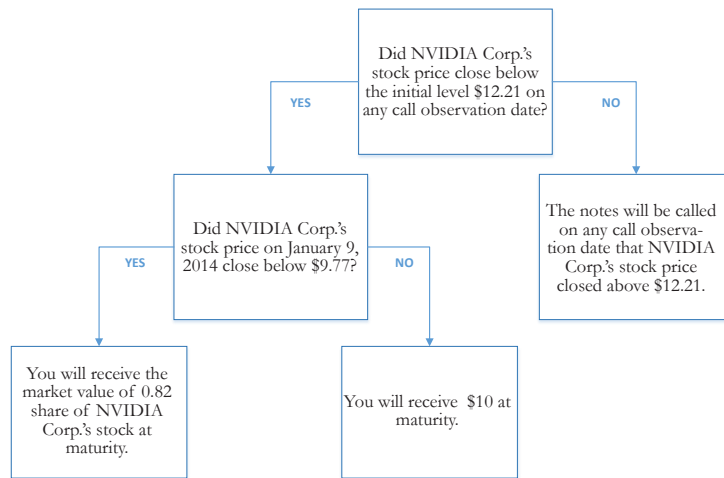 Did NVIDIA Corp.'s
stock price close below
the initial level $12.21 on
any call observation date?
YES
NO
Did NVIDIA Corp.'s
stock price on January 9,
2014 close below $9.77?
The notes will be called
on any call observa-
tion date that NVIDIA
Corp.'s stock price
closed above $12.21.
YES
NO
You will receive the
market value of 0.82
share of NVIDIA
Corp.'s stock at
maturity.
You will receive $10 at
maturity.